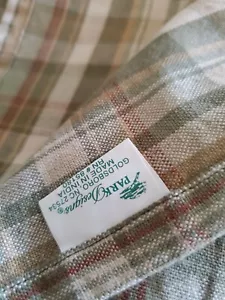 PARK Designs®
GOLDSBORO, NC 27534
MADE IN INDIA